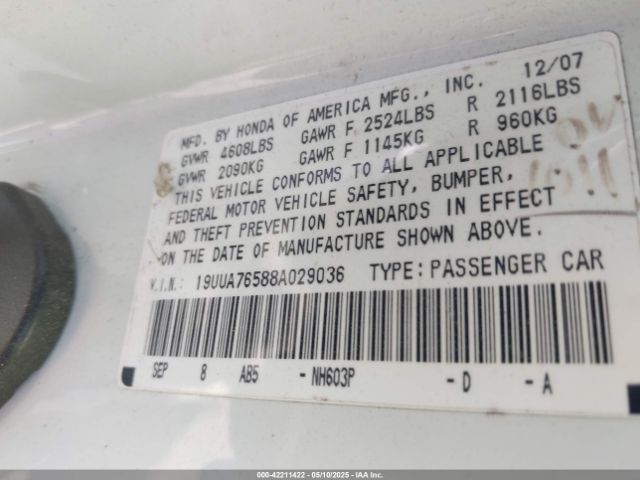 MFD. BY HONDA OF AMERICA MFG., INC. 12/07
GVWR 4608LBS GAWR F 2524LBS R 2116LBS
GVWR 2090KG GAWR F 1145KG R 960KG
THIS VEHICLE CONFORMS TO ALL APPLICABLE
FEDERAL MOTOR VEHICLE SAFETY, BUMPER,
AND THEFT PREVENTION STANDARDS IN EFFECT
ON THE DATE OF MANUFACTURE SHOWN ABOVE.
V.I.N.: 19UUA76588A029036 TYPE: PASSENGER CAR
SEP 8 AB5 - NH603P - D - A
000-42211422 - 05/10/2025 - IAA Inc.